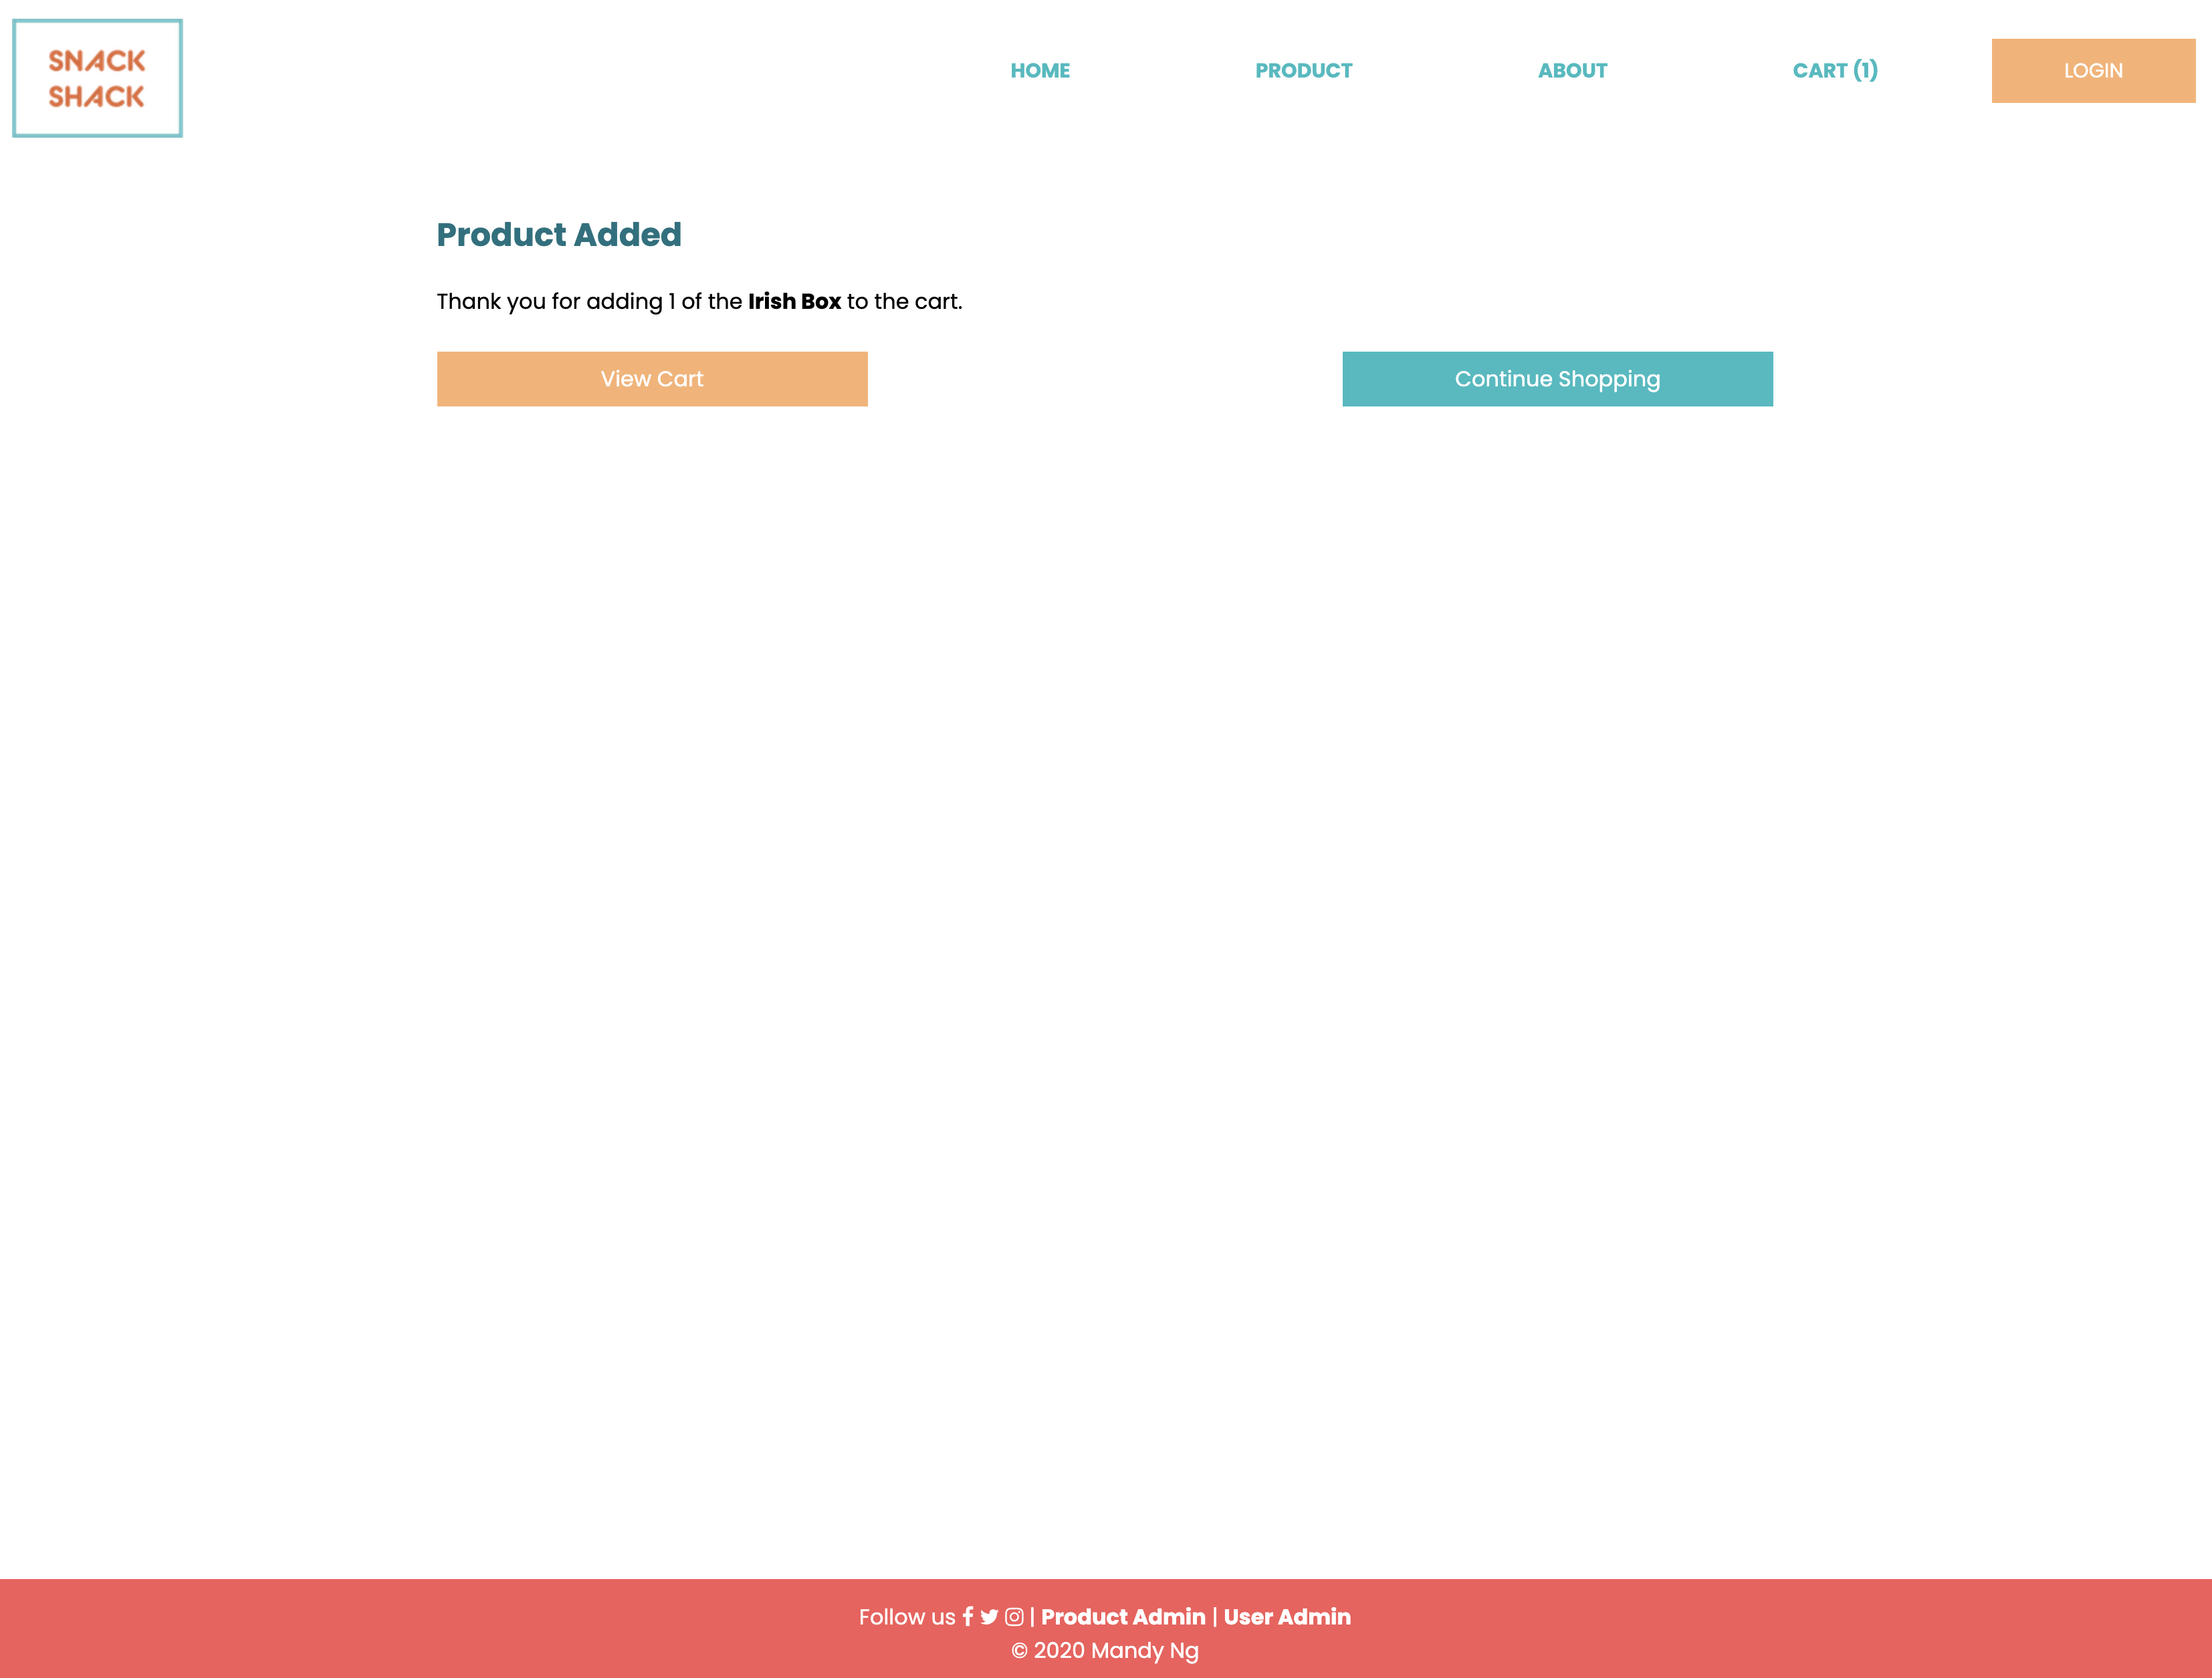 SNACK
SHACK
HOME PRODUCT ABOUT CART (1) LOGIN
Product Added
Thank you for adding 1 of the Irish Box to the cart.
View Cart Continue Shopping
Follow us | Product Admin | User Admin
© 2020 Mandy Ng